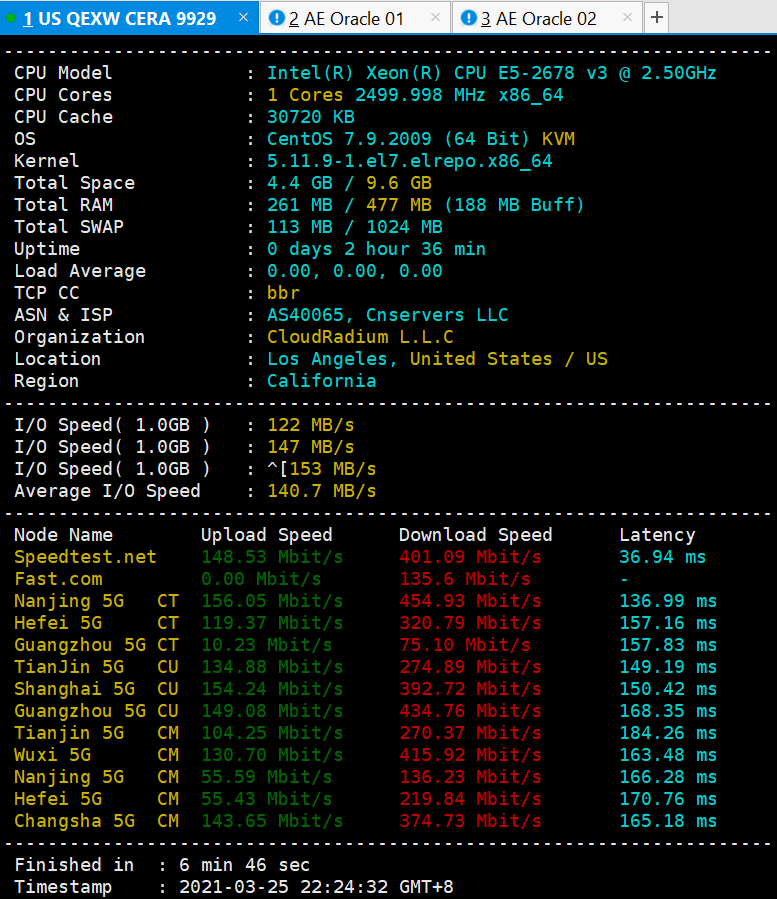 1 US QEXW CERA 9929 × 2 AE Oracle 01 × 3 AE Oracle 02 × +
----------------------------------------------------------------------
CPU Model : Intel(R) Xeon(R) CPU E5-2678 v3 @ 2.50GHz
CPU Cores : 1 Cores 2499.998 MHz x86_64
CPU Cache : 30720 KB
OS : CentOS 7.9.2009 (64 Bit) KVM
Kernel : 5.11.9-1.el7.elrepo.x86_64
Total Space : 4.4 GB / 9.6 GB
Total RAM : 261 MB / 477 MB (188 MB Buff)
Total SWAP : 113 MB / 1024 MB
Uptime : 0 days 2 hour 36 min
Load Average : 0.00, 0.00, 0.00
TCP CC : bbr
ASN & ISP : AS40065, Cnservers LLC
Organization : CloudRadium L.L.C
Location : Los Angeles, United States / US
Region : California
----------------------------------------------------------------------
I/O Speed( 1.0GB ) : 122 MB/s
I/O Speed( 1.0GB ) : 147 MB/s
I/O Speed( 1.0GB ) : ^[153 MB/s
Average I/O Speed : 140.7 MB/s
----------------------------------------------------------------------
Node Name Upload Speed Download Speed Latency
Speedtest.net 148.53 Mbit/s 401.09 Mbit/s 36.94 ms
Fast.com 0.00 Mbit/s 135.6 Mbit/s -
Nanjing 5G CT 156.05 Mbit/s 454.93 Mbit/s 136.99 ms
Hefei 5G CT 119.37 Mbit/s 320.79 Mbit/s 157.16 ms
Guangzhou 5G CT 10.23 Mbit/s 75.10 Mbit/s 157.83 ms
TianJin 5G CU 134.88 Mbit/s 274.89 Mbit/s 149.19 ms
Shanghai 5G CU 154.24 Mbit/s 392.72 Mbit/s 150.42 ms
Guangzhou 5G CU 149.08 Mbit/s 434.76 Mbit/s 168.35 ms
Tianjin 5G CM 104.25 Mbit/s 270.37 Mbit/s 184.26 ms
Wuxi 5G CM 130.70 Mbit/s 415.92 Mbit/s 163.48 ms
Nanjing 5G CM 55.59 Mbit/s 136.23 Mbit/s 166.28 ms
Hefei 5G CM 55.43 Mbit/s 219.84 Mbit/s 170.76 ms
Changsha 5G CM 143.65 Mbit/s 374.73 Mbit/s 165.18 ms
----------------------------------------------------------------------
Finished in : 6 min 46 sec
Timestamp : 2021-03-25 22:24:32 GMT+8